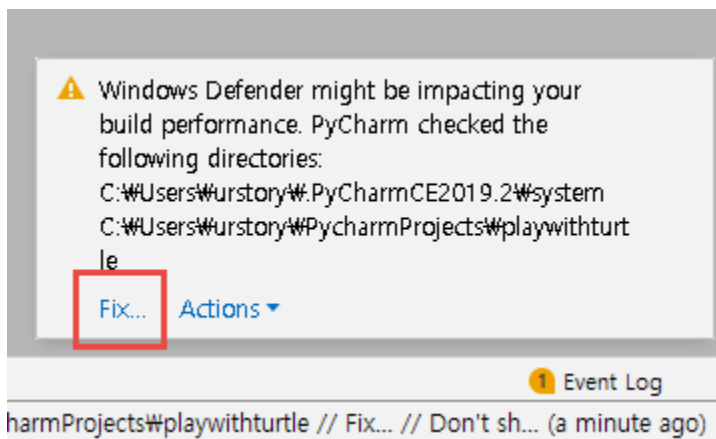 Windows Defender might be impacting your
build performance. PyCharm checked the
following directories:
C:₩Users₩urstory₩.PyCharmCE2019.2₩system
C:₩Users₩urstory₩PycharmProjects₩playwithturt
le
Fix... Actions
1 Event Log
harmProjects₩playwithturtle // Fix... // Don't sh... (a minute ago)